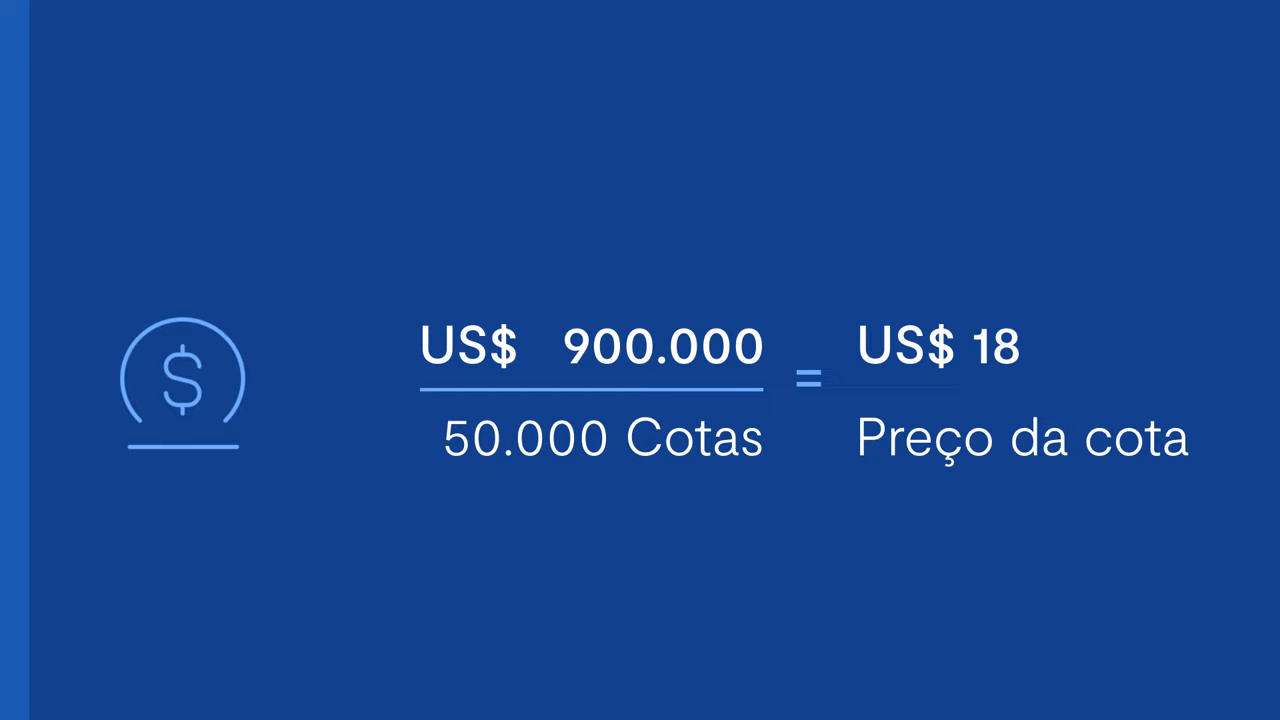 US$ 900.000
50.000 Cotas
=
US$ 18
Preço da cota